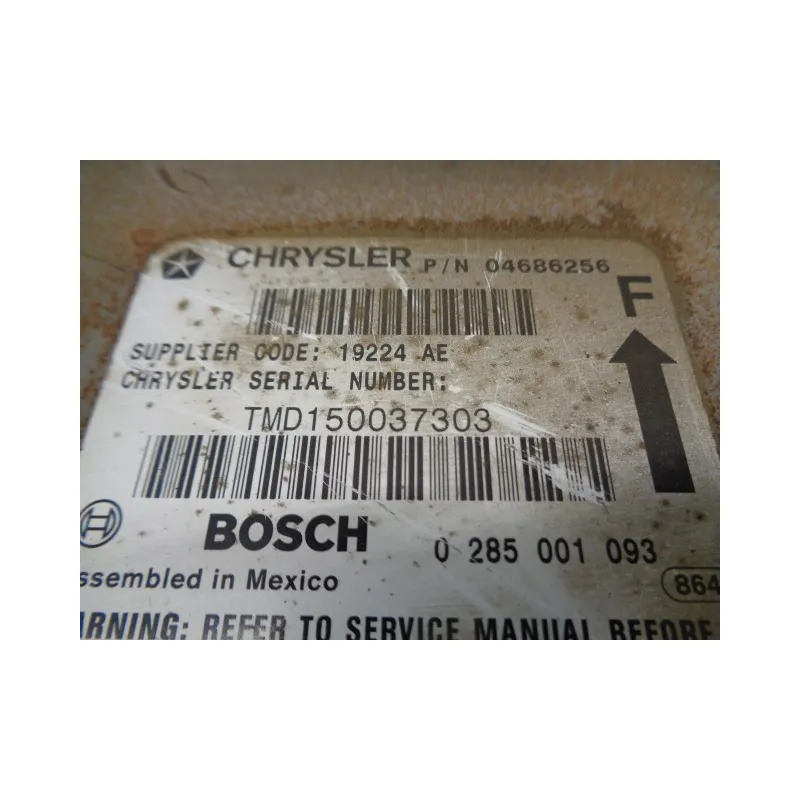 CHRYSLER P/N 04686256
F
SUPPLIER CODE: 19224 AE
CHRYSLER SERIAL NUMBER:
TMD150037303
BOSCH 0 285 001 093
ssembled in Mexico 864
ARNING: REFER TO SERVICE MANUAL BEFORE